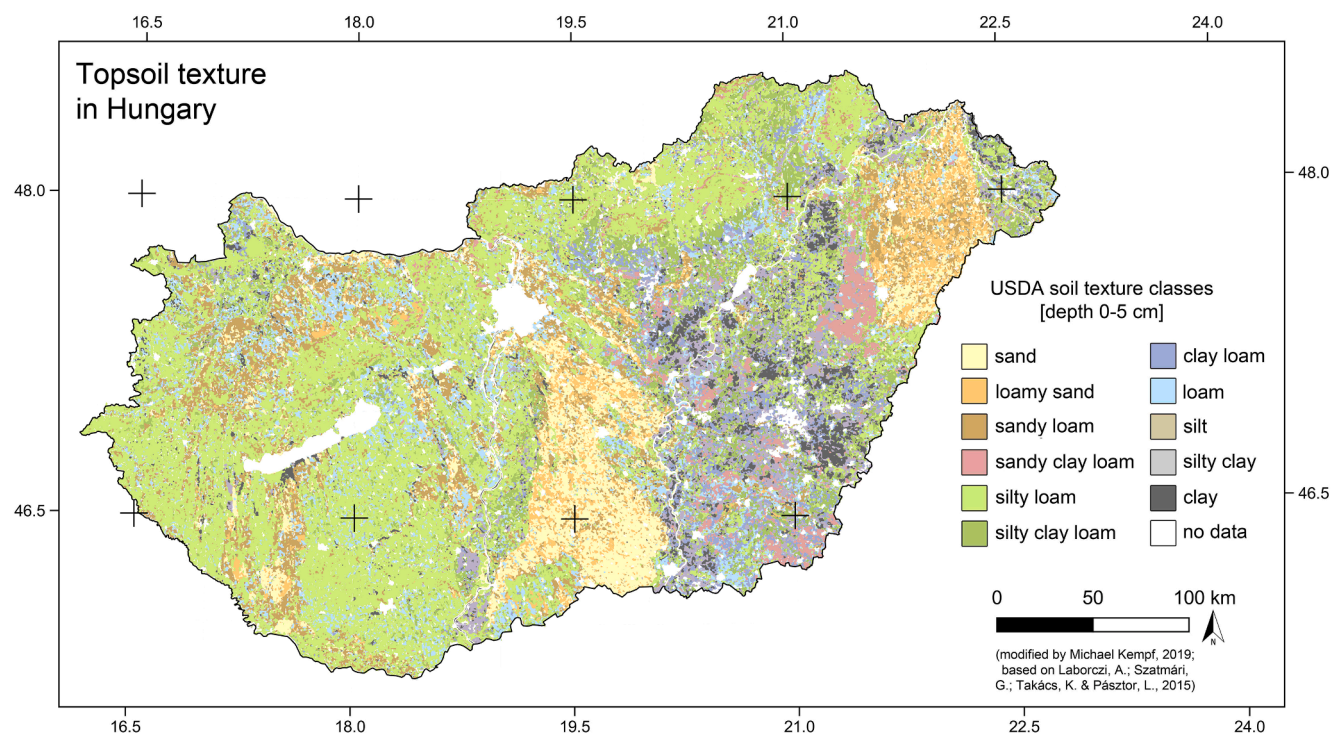 16.5 18.0 19.5 21.0 22.5 24.0
Topsoil texture
in Hungary
48.0 48.0
USDA soil texture classes
[depth 0-5 cm]
sand clay loam
loamy sand loam
sandy loam silt
sandy clay loam silty clay
silty loam clay
silty clay loam no data
46.5 46.5
0 50 100 km
N
(modified by Michael Kempf, 2019;
based on Laborczi, A.; Szatmári,
G.; Takács, K. & Pásztor, L., 2015)
16.5 18.0 19.5 21.0 22.5 24.0